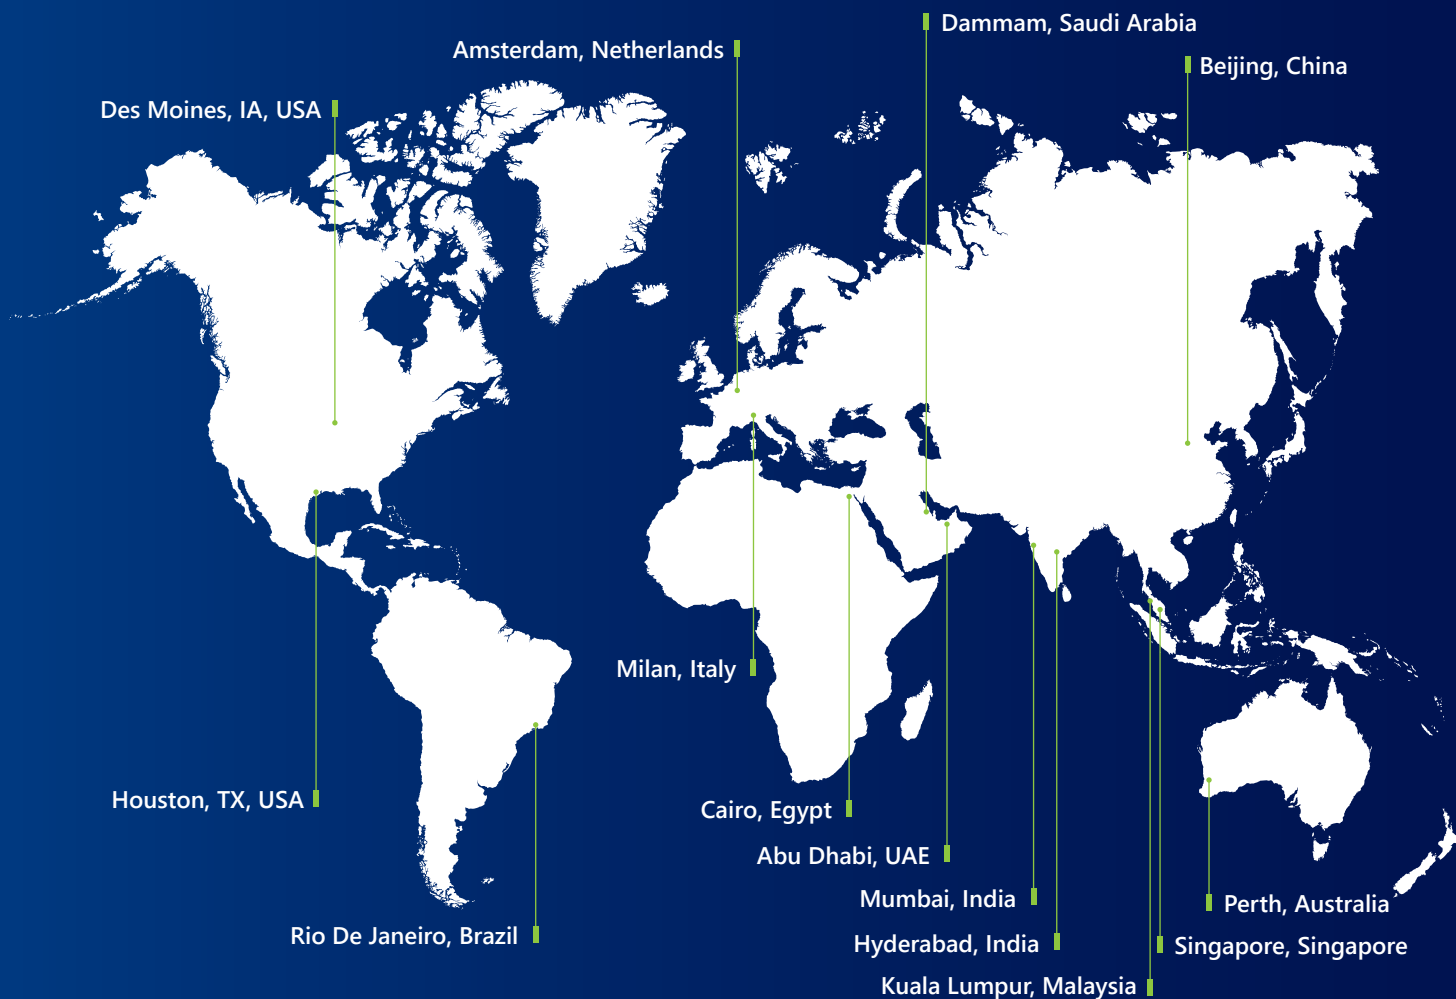 Dammam, Saudi Arabia
Amsterdam, Netherlands
Beijing, China
Des Moines, IA, USA
Milan, Italy
Houston, TX, USA
Cairo, Egypt
Abu Dhabi, UAE
Mumbai, India
Perth, Australia
Rio De Janeiro, Brazil
Hyderabad, India
Singapore, Singapore
Kuala Lumpur, Malaysia